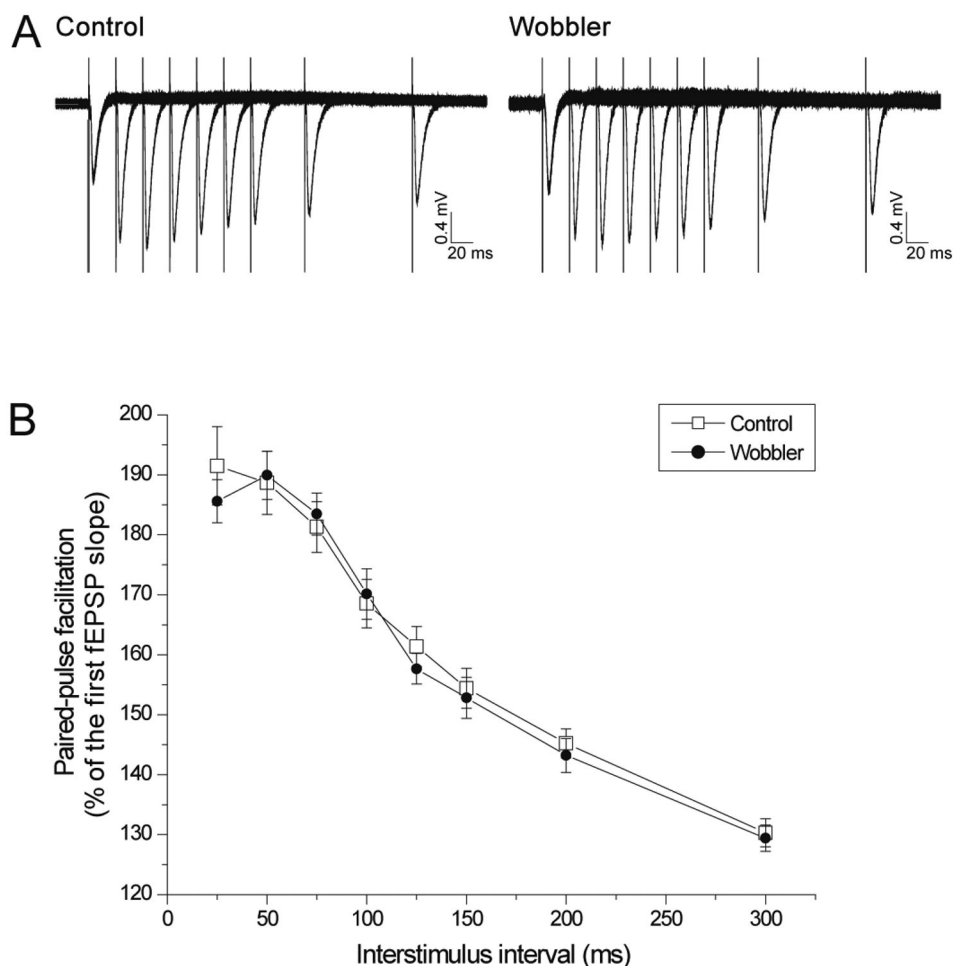 A
Control
Wobbler
0.4 mV
20 ms
0.4 mV
20 ms
B
200
190
180
170
160
150
140
130
120
Paired-pulse facilitation
(% of the first fEPSP slope)
Control
Wobbler
0
50
100
150
200
250
300
Interstimulus interval (ms)